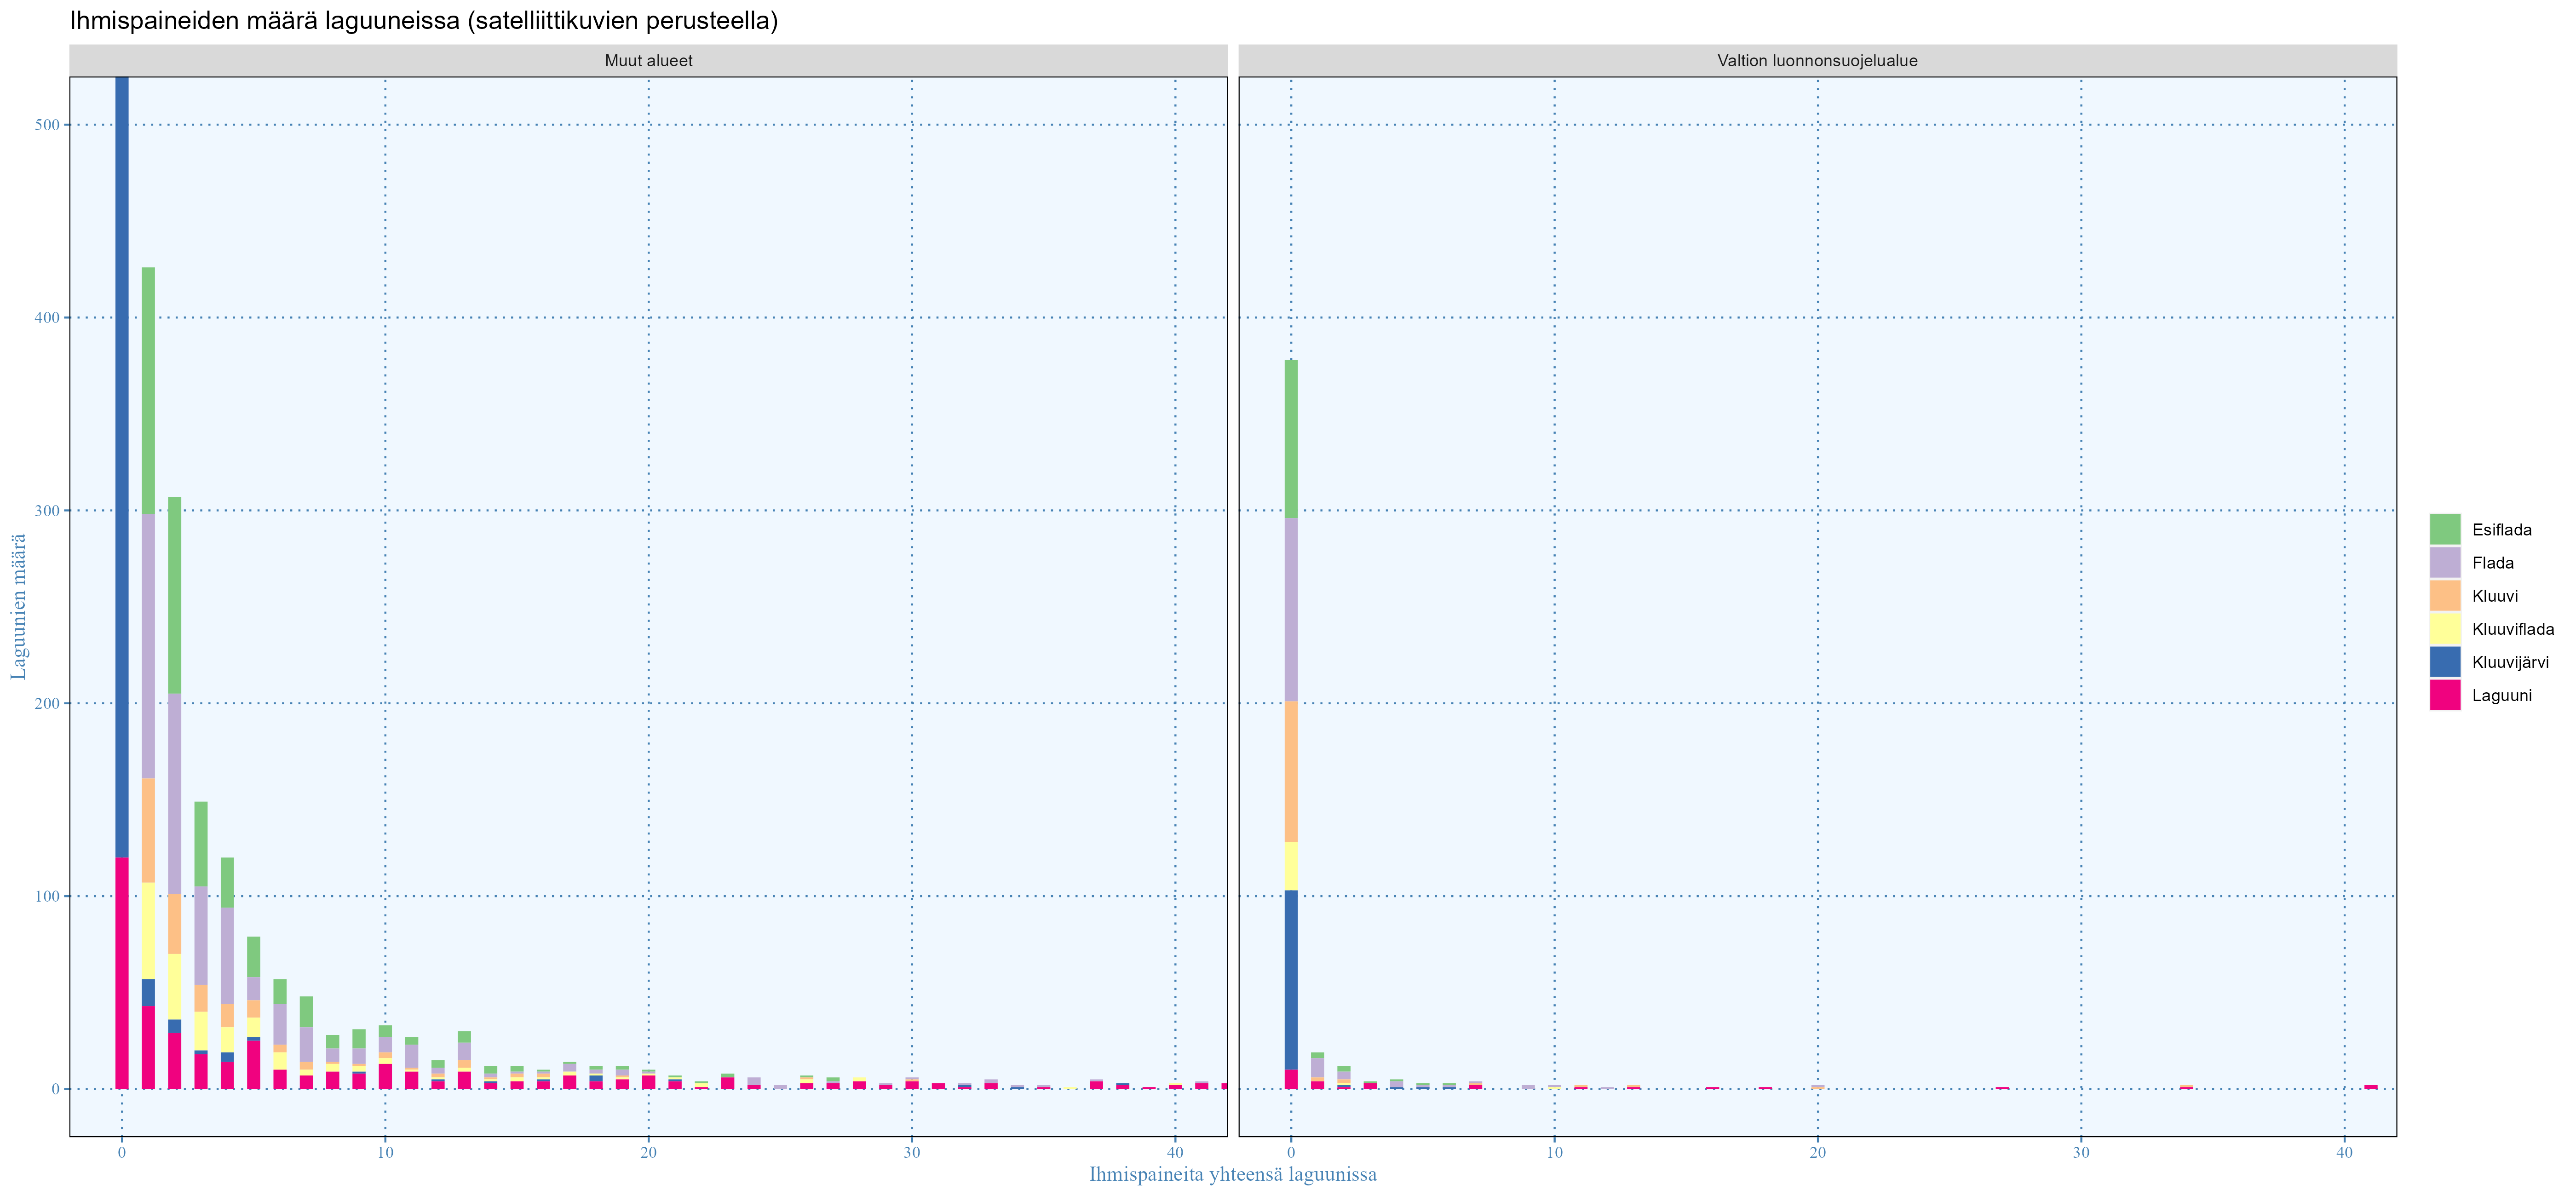 Ihmispaineiden määrä laguuneissa (satelliittikuvien perusteella)
Muut alueet
Valtion luonnonsuojelualue
500
400
300
200
100
0
Laguunien määrä
0 10 20 30 40
0 10 20 30 40
Ihmispaineita yhteensä laguunissa
Esiflada
Flada
Kluuvi
Kluuviflada
Kluuvijärvi
Laguuni